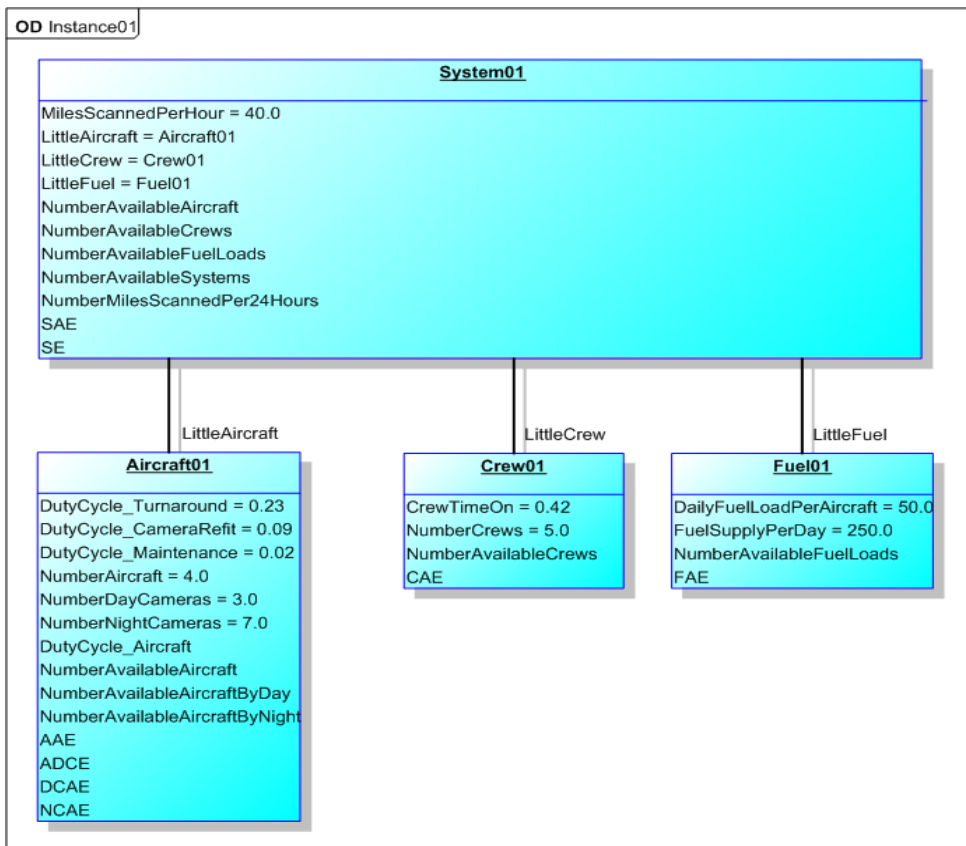 OD Instance01
System01
MilesScannedPerHour = 40.0
LittleAircraft = Aircraft01
LittleCrew = Crew01
LittleFuel = Fuel01
NumberAvailableAircraft
NumberAvailableCrews
NumberAvailableFuelLoads
NumberAvailableSystems
NumberMilesScannedPer24Hours
SAE
SE
LittleAircraft
LittleCrew
LittleFuel
Aircraft01
DutyCycle_Turnaround = 0.23
DutyCycle_CameraRefit = 0.09
DutyCycle_Maintenance = 0.02
NumberAircraft = 4.0
NumberDayCameras = 3.0
NumberNightCameras = 7.0
DutyCycle_Aircraft
NumberAvailableAircraft
NumberAvailableAircraftByDay
NumberAvailableAircraftByNight
AAE
ADCE
DCAE
NCAE
Crew01
CrewTimeOn = 0.42
NumberCrews = 5.0
NumberAvailableCrews
CAE
Fuel01
DailyFuelLoadPerAircraft = 50.0
FuelSupplyPerDay = 250.0
NumberAvailableFuelLoads
FAE